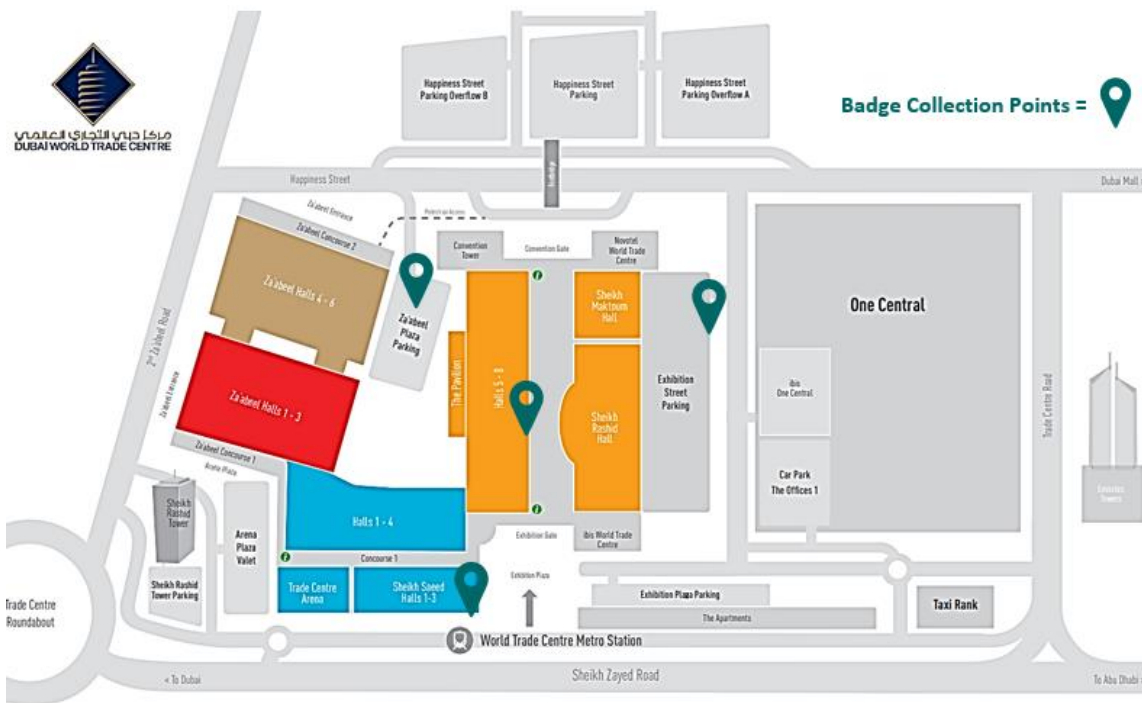 مركز دبي التجاري العالمي
DUBAI WORLD TRADE CENTRE
Happiness Street
Parking Overflow B
Happiness Street
Parking
Happiness Street
Parking Overflow A
Badge Collection Points =
Happiness Street
Dubai Mall
Za'abeel Entrance
Za'abeel Concourse 2
Pedestrian Access
Convention
Tower
Convention Gate
Novotel
World Trade
Centre
Za'abeel Halls 4 - 6
Za'abeel
Plaza
Parking
Sheikh
Maktoum
Hall
One Central
2nd Za'abeel Road
Za'abeel Entrance
Za'abeel Halls 1 - 3
The Pavilion
Halls 5 - 8
Sheikh
Rashid
Hall
Exhibition
Street
Parking
ibis
One Central
Trade Centre Road
Za'abeel Concourse 1
Arena Plaza
Car Park
The Offices 1
Emirates
Towers
Sheikh
Rashid
Tower
Arena
Plaza
Valet
Halls 1 - 4
Exhibition Gate
ibis World Trade
Centre
Concourse 1
Sheikh Rashid
Tower Parking
Trade Centre
Arena
Sheikh Saeed
Halls 1-3
Exhibition Plaza
Exhibition Plaza Parking
The Apartments
Taxi Rank
Trade Centre
Roundabout
World Trade Centre Metro Station
< To Dubai
Sheikh Zayed Road
To Abu Dhabi >